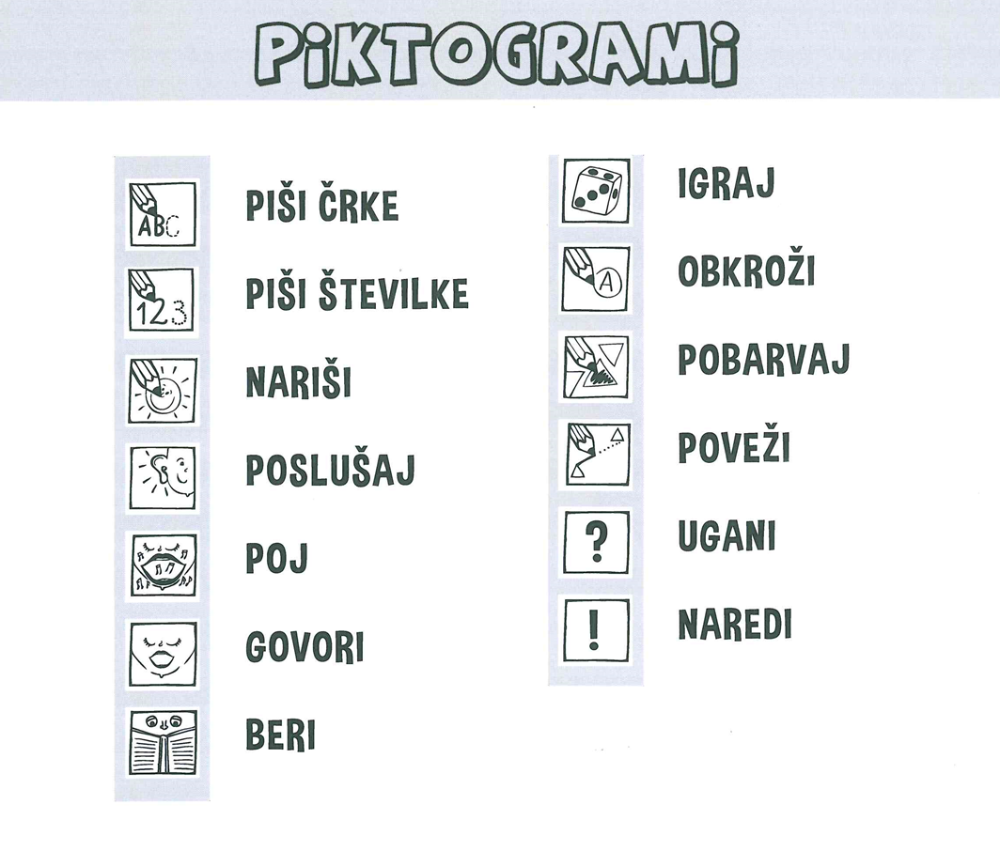 PiKTOGRAMi
PIŠI ČRKE
PIŠI ŠTEVILKE
NARIŠI
POSLUŠAJ
POJ
GOVORI
BERI
IGRAJ
OBKROŽI
POBARVAJ
POVEŽI
UGANI
NAREDI
ABC
123
A
?
!